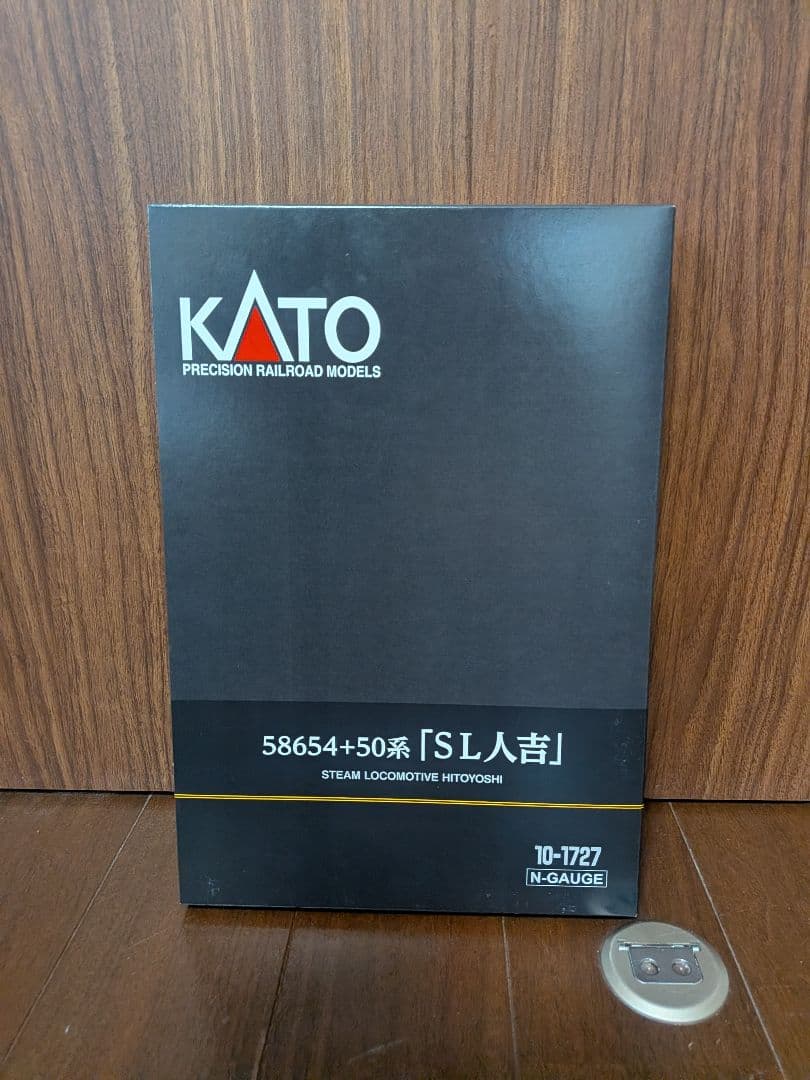 KATO
PRECISION RAILROAD MODELS
58654+50系「SL人吉」
STEAM LOCOMOTIVE HITOYOSHI
10-1727
N-GAUGE